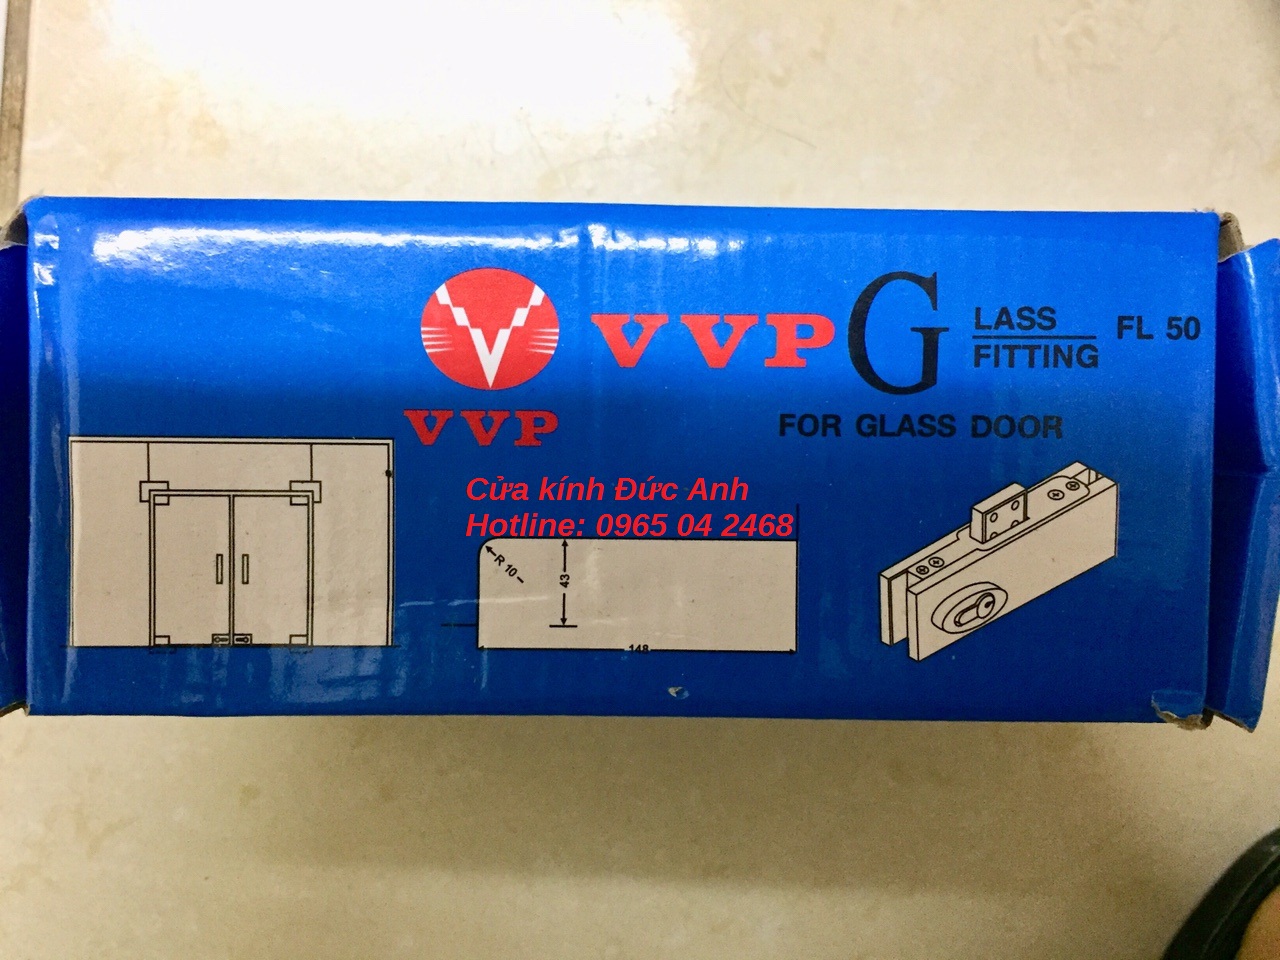 VVP GLASS FITTING FL 50
VVP
FOR GLASS DOOR
Cửa kính Đức Anh
Hotline: 0965 04 2468
R 10
43
148